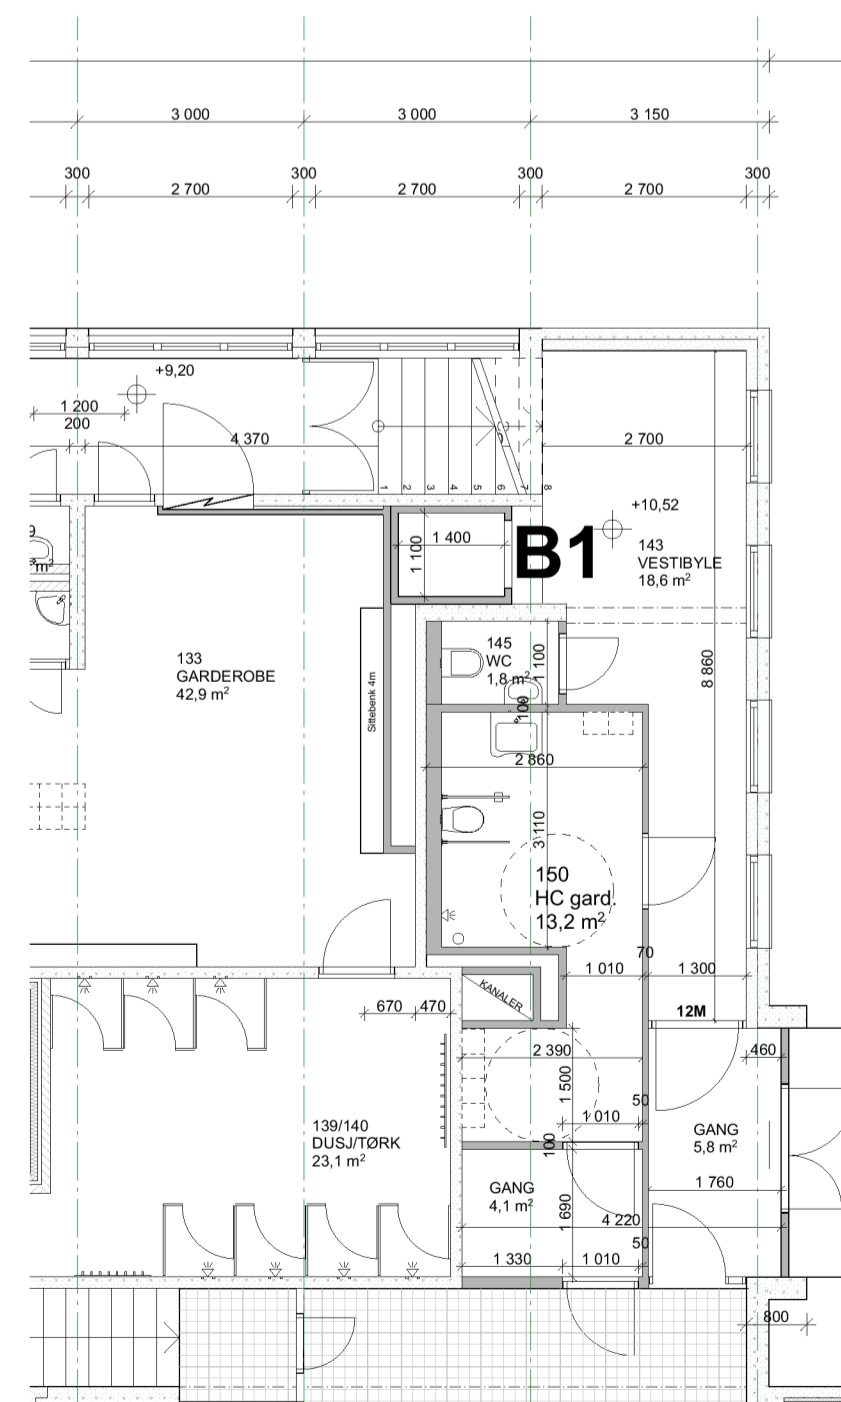 3 000
3 000
3 150
300
300
300
300
2 700
2 700
2 700
+9,20
1 200
200
4 370
2 700
1
2
3
4
5
6
7
8
+10,52
1 400
1 100
B1
143
VESTIBYLE
18,6 m²
9
m²
133
GARDEROBE
42,9 m²
Sittebenk 4m
145
WC
1,8 m²
1 100
100
8 860
2 860
3 110
150
HC gard.
13,2 m²
70
1 010
1 300
KANALER
12M
670
470
2 390
460
1 500
50
1 010
100
139/140
DUSJ/TØRK
23,1 m²
GANG
5,8 m²
1 760
GANG
4,1 m²
1 690
4 220
50
1 330
1 010
800